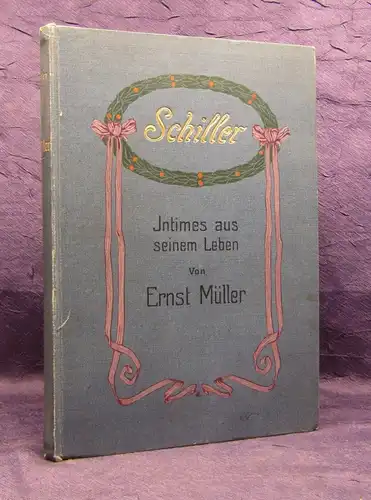 Schiller
Jntimes aus
seinem Leben
Von
Ernst Müller